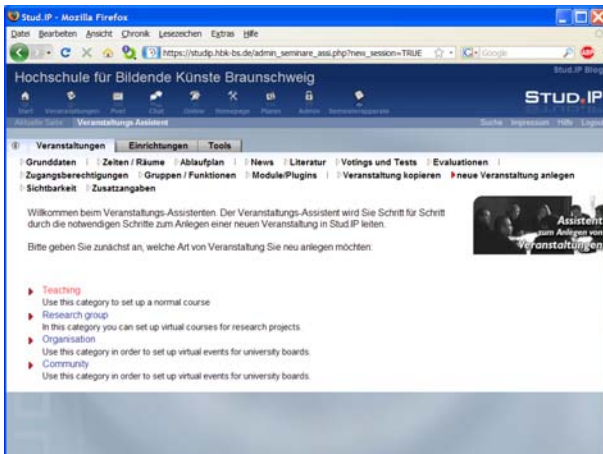 Stud.IP - Mozilla Firefox
Datei Bearbeiten Ansicht Chronik Lesezeichen Extras Hilfe
https://studip.hbk-bs.de/admin_seminare_assi.php?new_session=TRUE Google
Hochschule für Bildende Künste Braunschweig
Stud.IP Blog
Start Veranstaltungen Post Chat Online Homepage Planer Admin Semesterapparate
STUD.IP
Aktuelle Seite Veranstaltungs Assistent Suche Impressum Hilfe Logout
Veranstaltungen Einrichtungen Tools
Grunddaten Zeiten / Räume Ablaufplan News Literatur Votings und Tests Evaluationen
Zugangsberechtigungen Gruppen / Funktionen Module/Plugins Veranstaltung kopieren neue Veranstaltung anlegen
Sichtbarkeit Zusatzangaben
Willkommen beim Veranstaltungs-Assistenten. Der Veranstaltungs-Assistent wird Sie Schritt für Schritt
durch die notwendigen Schritte zum Anlegen einer neuen Veranstaltung in Stud.IP leiten.
Assistent
zum Anlegen von
Veranstaltungen
Bitte geben Sie zunächst an, welche Art von Veranstaltung Sie neu anlegen möchten:
Teaching
Use this category to set up a normal course
Research group
In this category you can set up virtual courses for research projects.
Organisation
Use this category in order to set up virtual events for university boards.
Community
Use this category in order to set up virtual events for university boards.